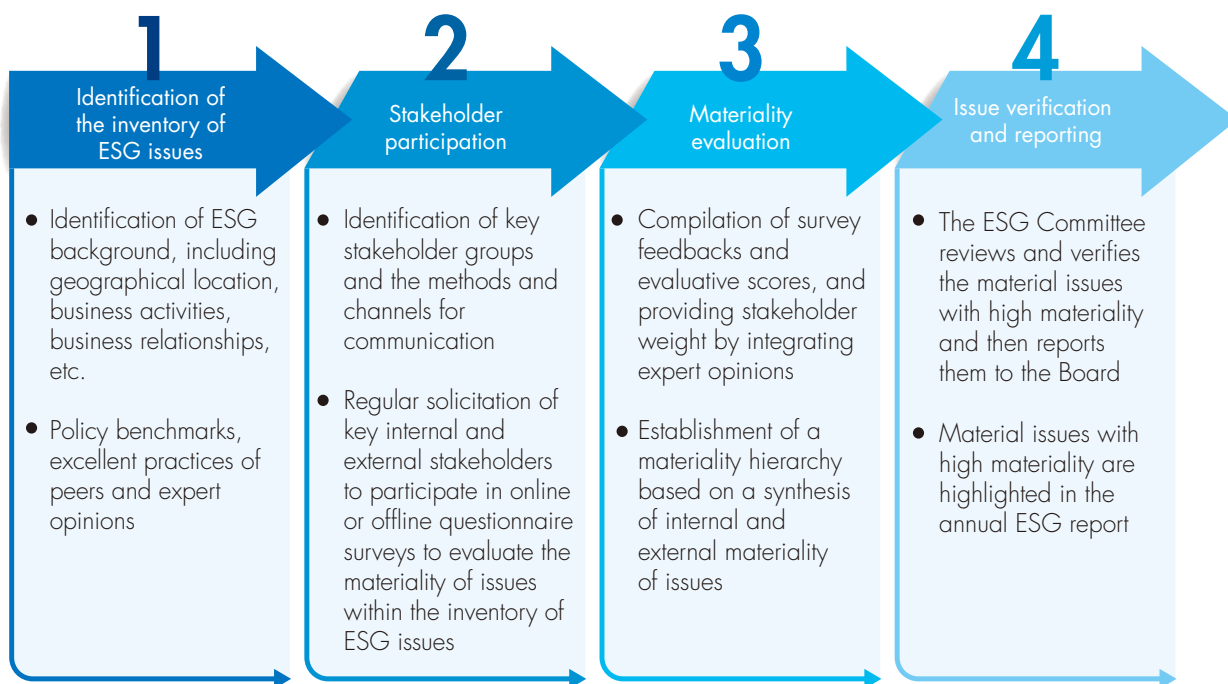 1
Identification of
the inventory of
ESG issues
Identification of ESG
background, including
geographical location,
business activities,
business relationships,
etc.
Policy benchmarks,
excellent practices of
peers and expert
opinions
2
Stakeholder
participation
Identification of key
stakeholder groups
and the methods and
channels for
communication
Regular solicitation of
key internal and
external stakeholders
to participate in online
or offline questionnaire
surveys to evaluate the
materiality of issues
within the inventory of
ESG issues
3
Materiality
evaluation
Compilation of survey
feedbacks and
evaluative scores, and
providing stakeholder
weight by integrating
expert opinions
Establishment of a
materiality hierarchy
based on a synthesis
of internal and
external materiality
of issues
4
Issue verification
and reporting
The ESG Committee
reviews and verifies
the material issues
with high materiality
and then reports
them to the Board
Material issues with
high materiality are
highlighted in the
annual ESG report